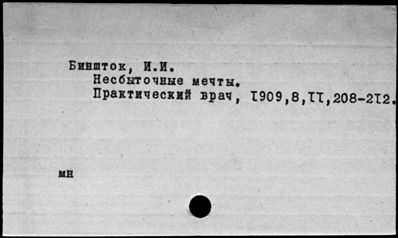 Биншток, И.И.
Несбыточные мечты.
Практический врач, 1909,8,11,208-212.
мн